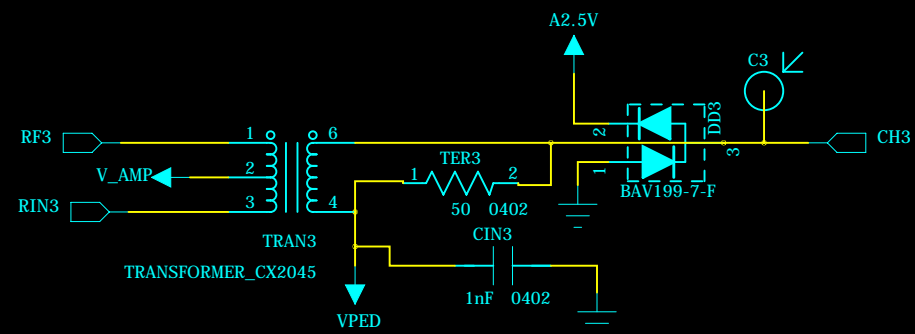 A2.5V
C3
RF3
1
6
2
DD3
CH3
V_AMP
2
TER3
1
2
1
3
BAV199-7-F
RIN3
3
4
50 0402
TRAN3
CIN3
TRANSFORMER_CX2045
1nF 0402
VPED